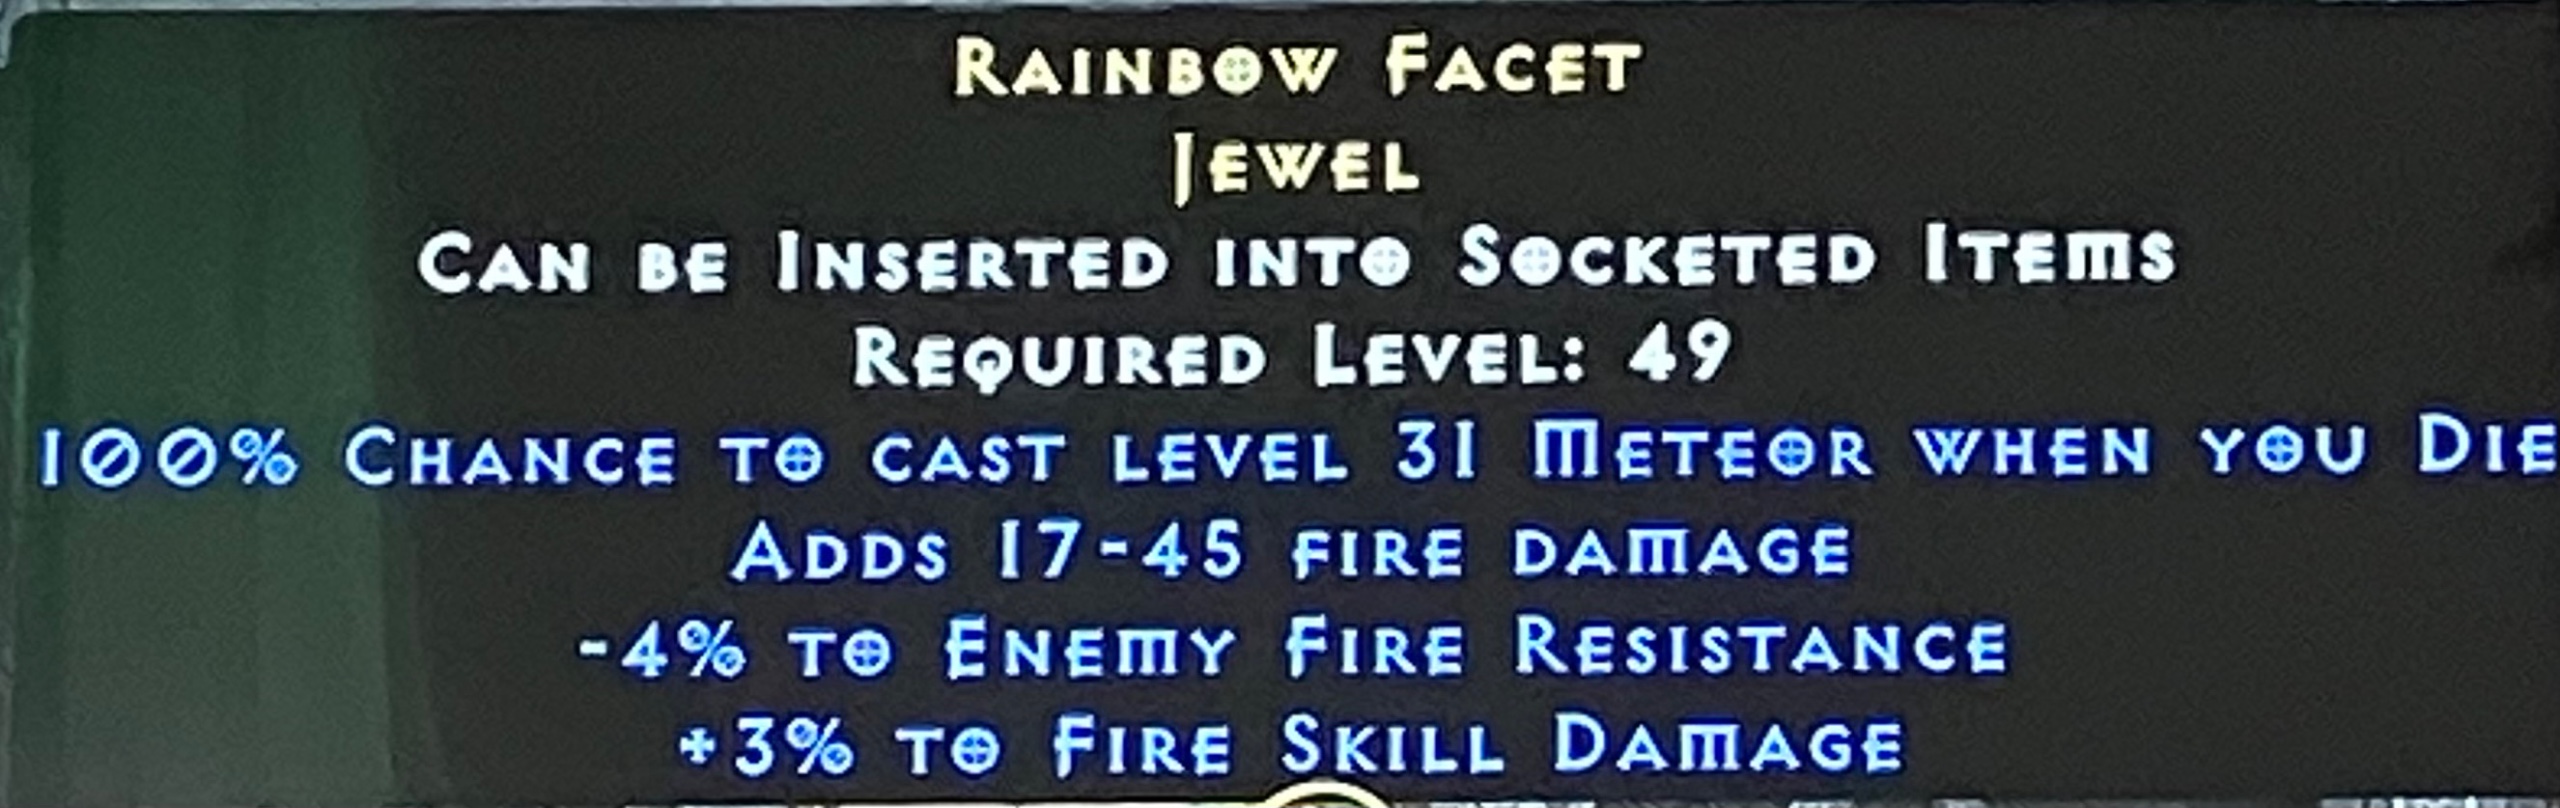 Rainbow Facet
Jewel
Can be Inserted into Socketed Items
Required Level: 49
100% Chance to cast level 31 Meteor when you Die
Adds 17-45 fire damage
-4% to Enemy Fire Resistance
+3% to Fire Skill Damage